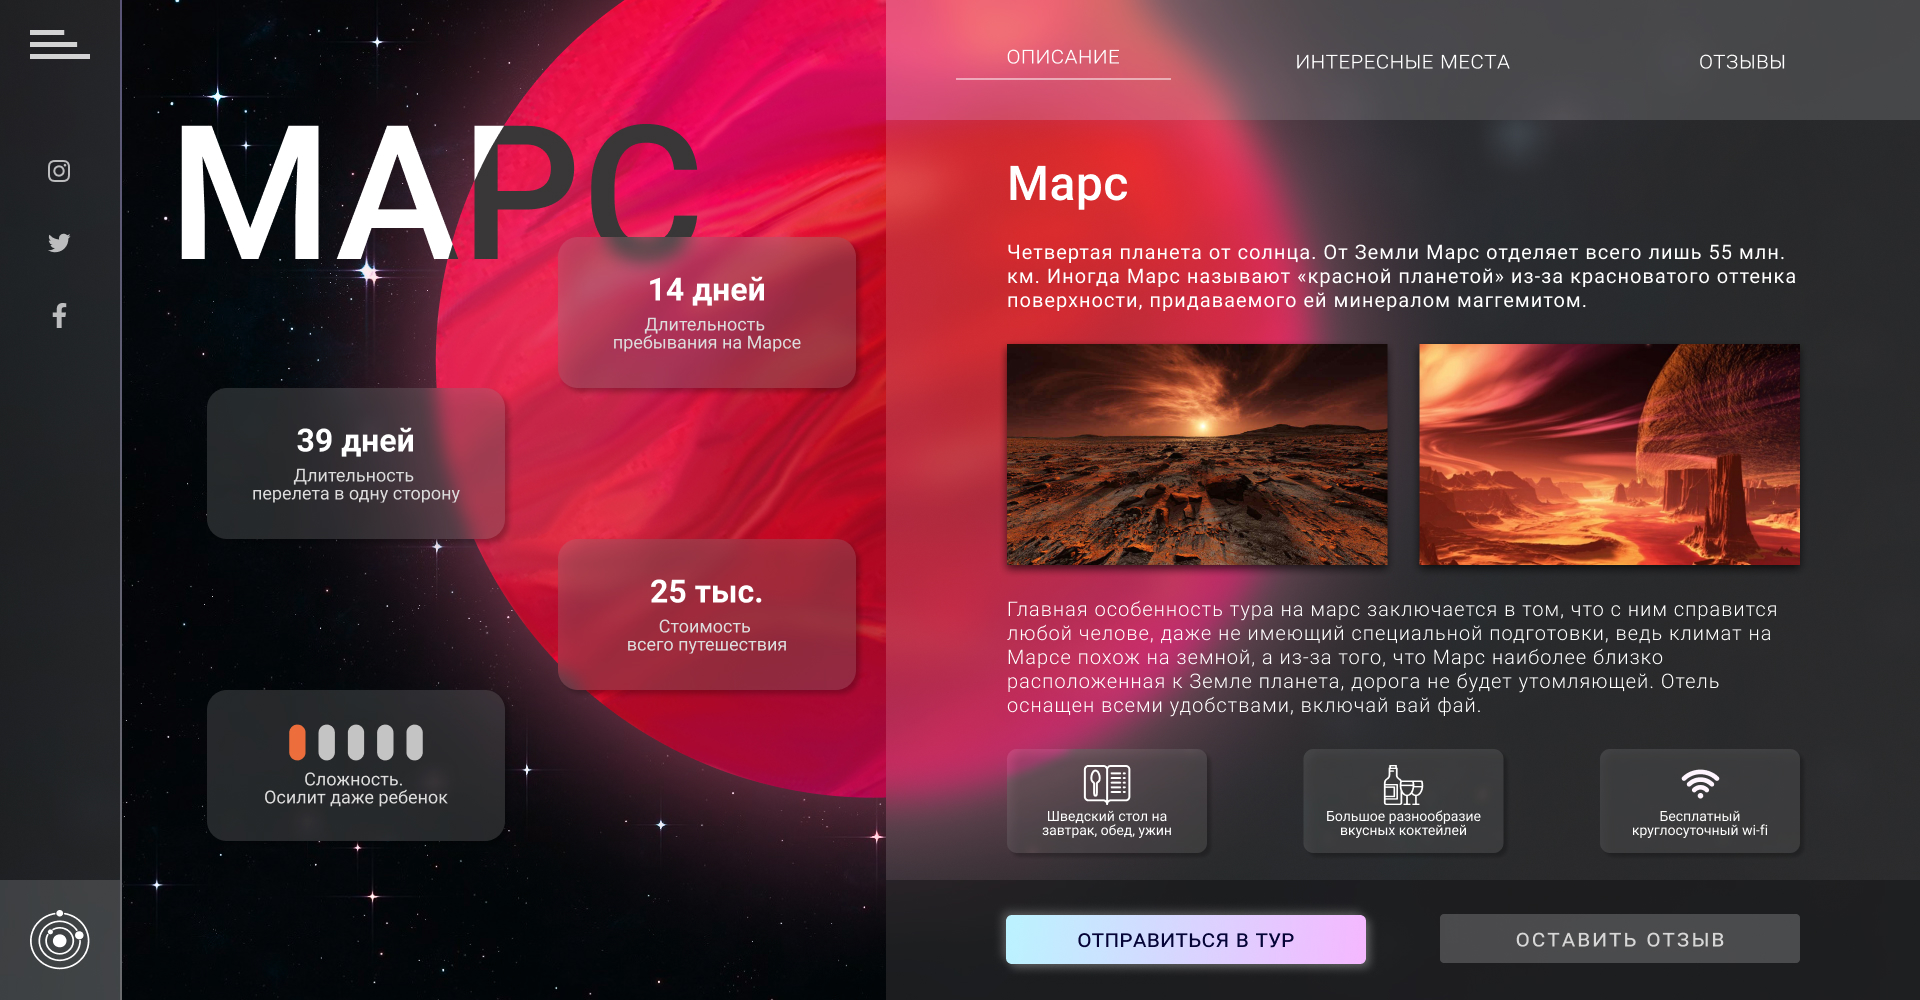 МАРС
14 дней
Длительность
пребывания на Марсе
39 дней
Длительность
перелета в одну сторону
25 тыс.
Стоимость
всего путешествия
Сложность.
Осилит даже ребенок
ОПИСАНИЕ
ИНТЕРЕСНЫЕ МЕСТА
ОТЗЫВЫ
Марс
Четвертая планета от солнца. От Земли Марс отделяет всего лишь 55 млн.
км. Иногда Марс называют «красной планетой» из-за красноватого оттенка
поверхности, придаваемого ей минералом маггемитом.
Главная особенность тура на марс заключается в том, что с ним справится
любой челове, даже не имеющий специальной подготовки, ведь климат на
Марсе похож на земной, а из-за того, что Марс наиболее близко
расположенная к Земле планета, дорога не будет утомляющей. Отель
оснащен всеми удобствами, включай вай фай.
Шведский стол на
завтрак, обед, ужин
Большое разнообразие
вкусных коктейлей
Бесплатный
круглосуточный wi-fi
ОТПРАВИТЬСЯ В ТУР
ОСТАВИТЬ ОТЗЫВ